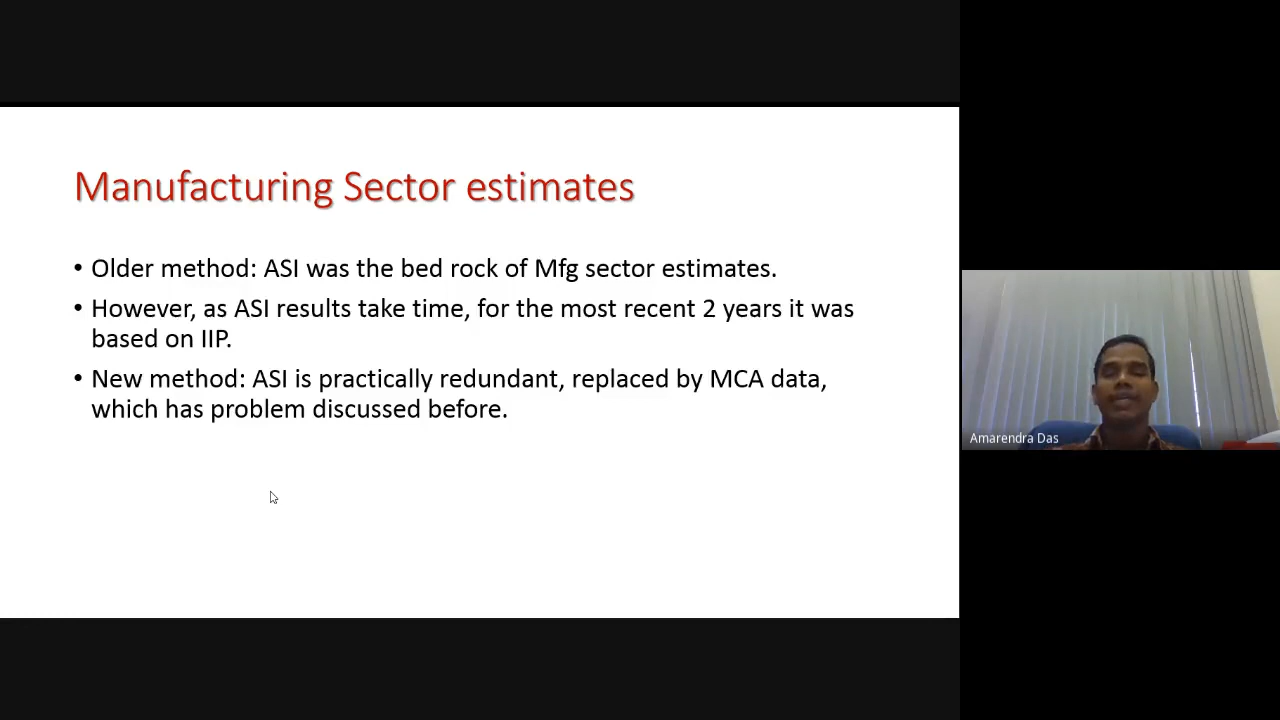 Manufacturing Sector estimates
• Older method: ASI was the bed rock of Mfg sector estimates.
• However, as ASI results take time, for the most recent 2 years it was
based on IIP.
• New method: ASI is practically redundant, replaced by MCA data,
which has problem discussed before.
Amarendra Das